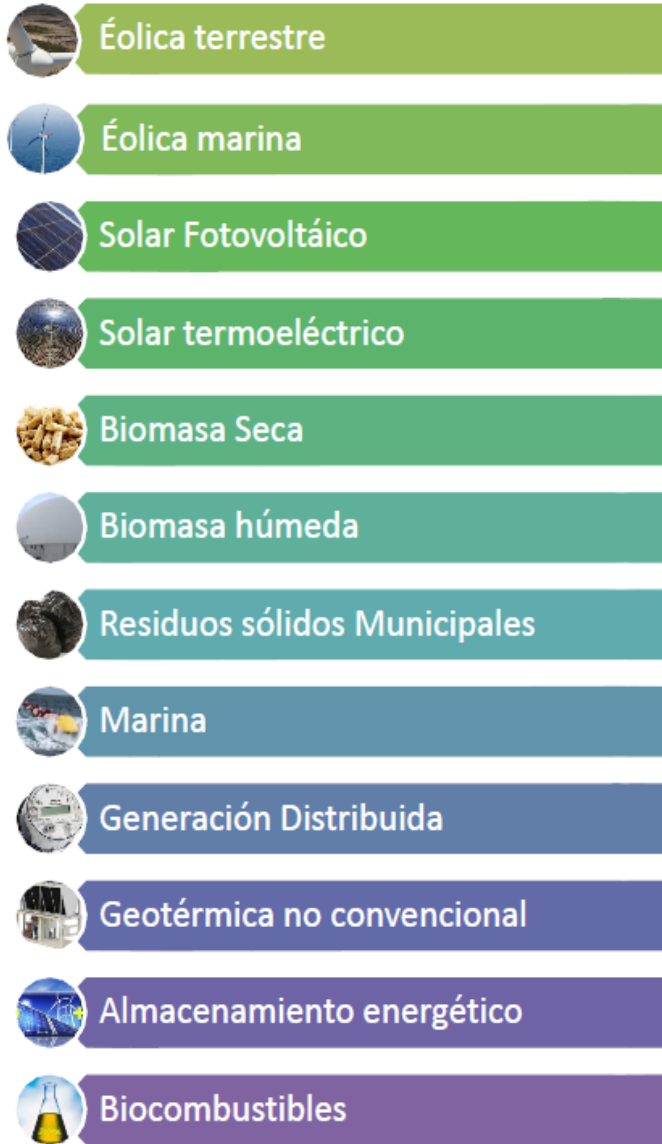 Éolica terrestre
Éolica marina
Solar Fotovoltáico
Solar termoeléctrico
Biomasa Seca
Biomasa húmeda
Residuos sólidos Municipales
Marina
Generación Distribuida
Geotérmica no convencional
Almacenamiento energético
Biocombustibles